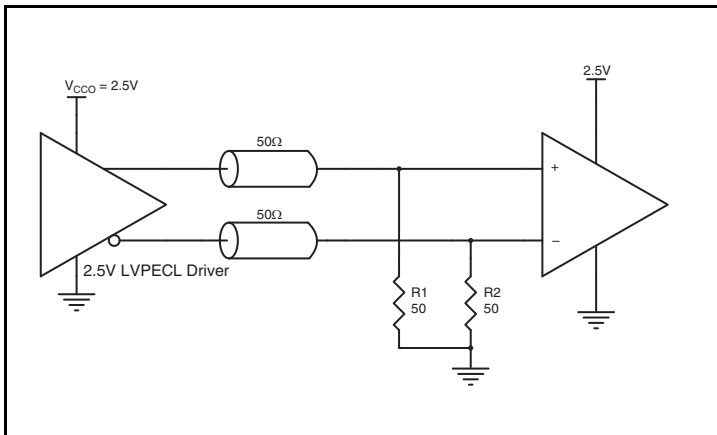 V_CCO = 2.5V
2.5V
50Ω
50Ω
+
–
2.5V LVPECL Driver
R1
50
R2
50